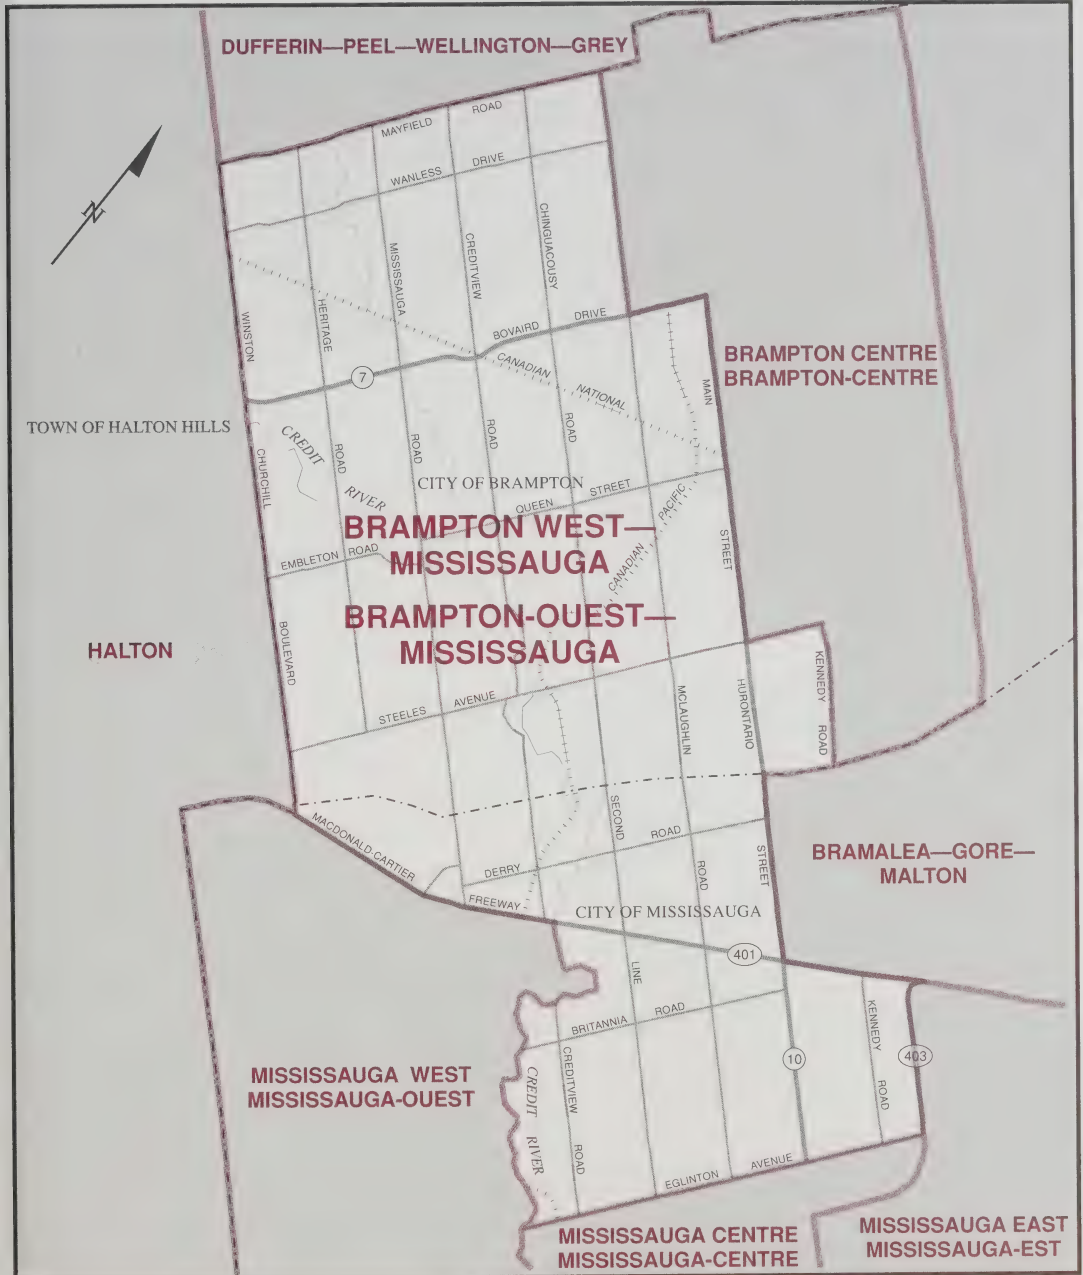 DUFFERIN—PEEL—WELLINGTON—GREY
MAYFIELD ROAD
WANLESS DRIVE
N
WINSTON
HERITAGE
MISSISSAUGA
CREDITVIEW
CHINGUACOUSY
BOVAIRD DRIVE
7
CANADIAN NATIONAL
MAIN
BRAMPTON CENTRE
BRAMPTON-CENTRE
TOWN OF HALTON HILLS
CHURCHILL
CREDIT
RIVER
ROAD
ROAD
ROAD
ROAD
CITY OF BRAMPTON
QUEEN STREET
CANADIAN PACIFIC
STREET
BRAMPTON WEST—
MISSISSAUGA
EMBLETON ROAD
BRAMPTON-OUEST—
MISSISSAUGA
HALTON
BOULEVARD
STEELES AVENUE
MCLAUGHLIN
HURONTARIO
KENNEDY ROAD
MACDONALD-CARTIER
FREEWAY
SECOND
DERRY ROAD
ROAD
STREET
BRAMALEA—GORE—
MALTON
CITY OF MISSISSAUGA
401
LINE
BRITANNIA ROAD
KENNEDY
ROAD
10
403
MISSISSAUGA WEST
MISSISSAUGA-OUEST
CREDIT
RIVER
CREDITVIEW
ROAD
EGLINTON AVENUE
MISSISSAUGA CENTRE
MISSISSAUGA-CENTRE
MISSISSAUGA EAST
MISSISSAUGA-EST